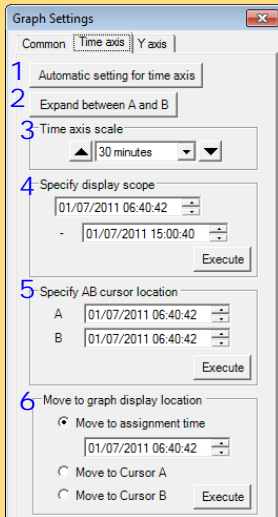 Graph Settings
Common Time axis Y axis
1 Automatic setting for time axis
2 Expand between A and B
3 Time axis scale
30 minutes
4 Specify display scope
01/07/2011 06:40:42
- 01/07/2011 15:00:40
Execute
5 Specify AB cursor location
A 01/07/2011 06:40:42
B 01/07/2011 06:40:42
Execute
6 Move to graph display location
Move to assignment time
01/07/2011 06:40:42
Move to Cursor A
Move to Cursor B Execute